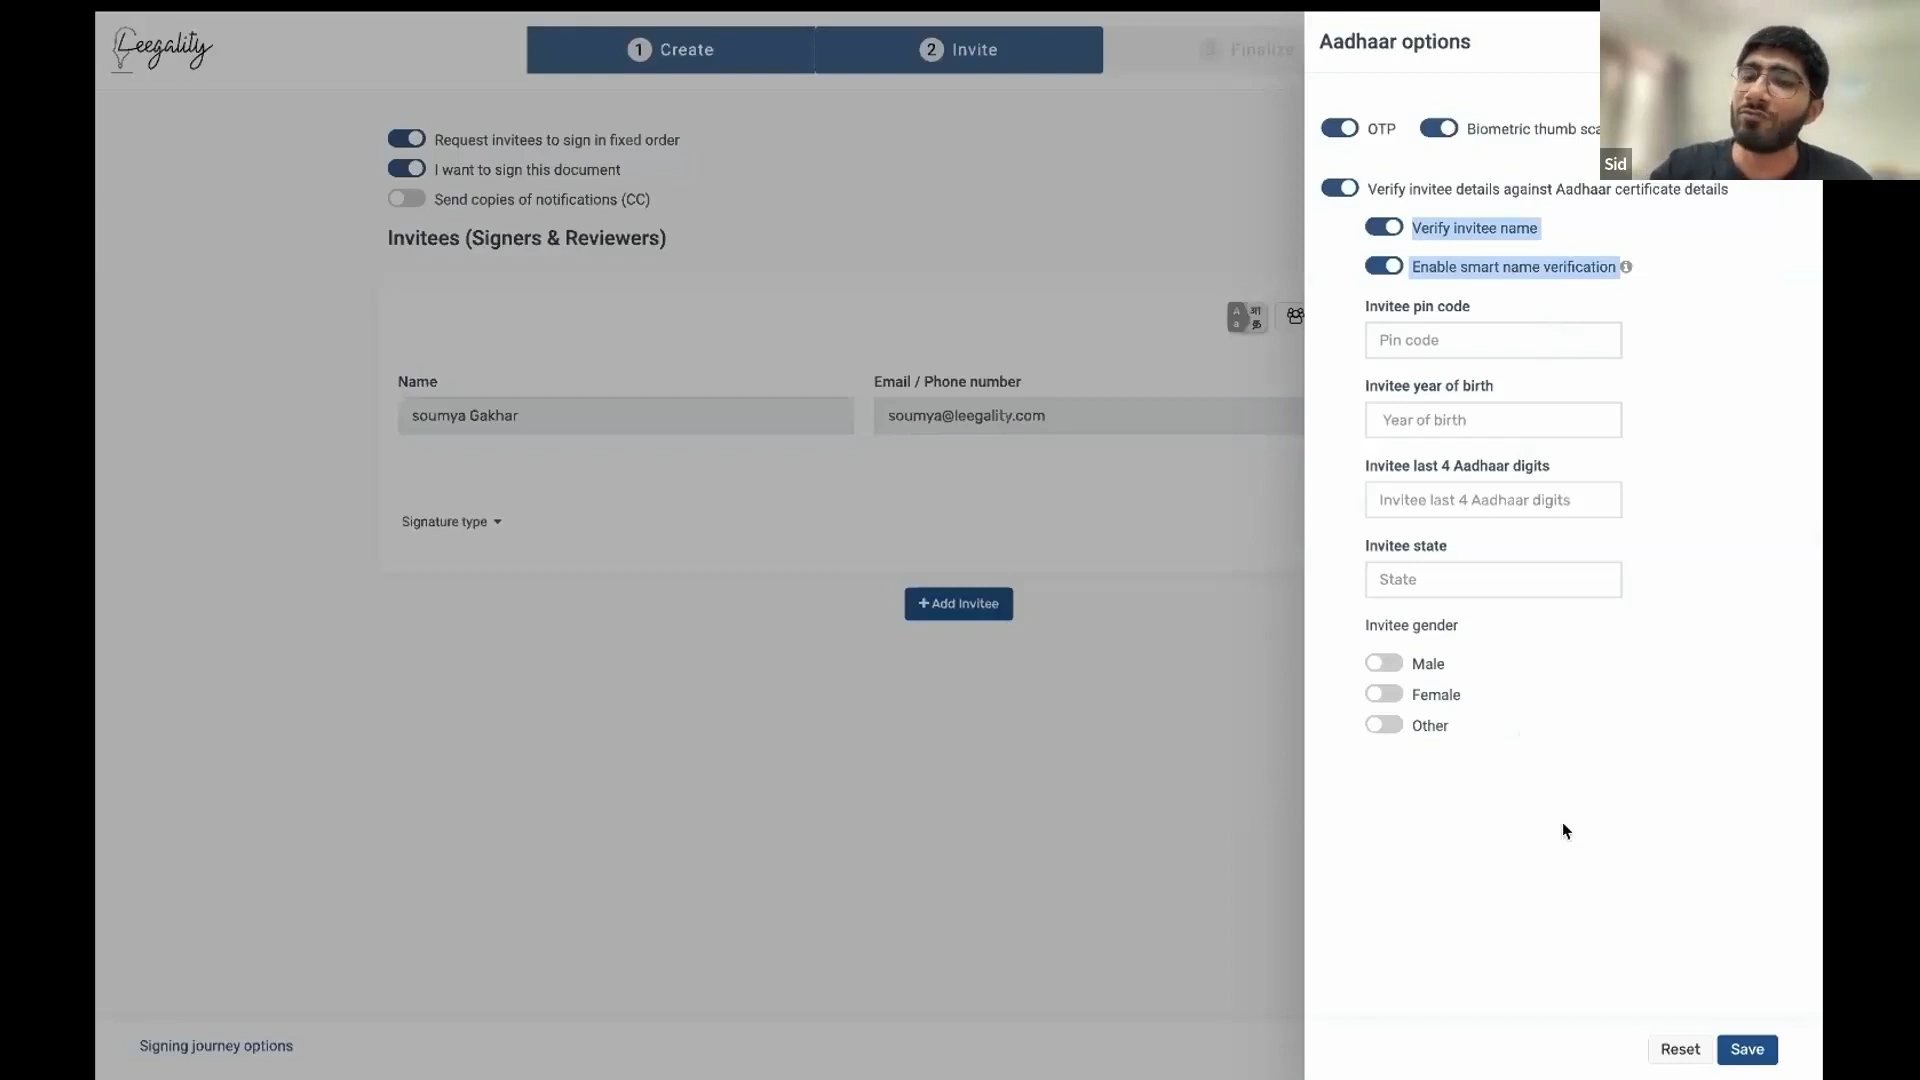 Leegality
1 Create
2 Invite
3 Finalize
Request invitees to sign in fixed order
I want to sign this document
Send copies of notifications (CC)
Invitees (Signers & Reviewers)
Name
Email / Phone number
soumya Gakhar
soumya@leegality.com
Signature type
+ Add Invitee
Signing journey options
Aadhaar options
OTP
Biometric thumb sca
Sid
Verify invitee details against Aadhaar certificate details
Verify invitee name
Enable smart name verification
Invitee pin code
Pin code
Invitee year of birth
Year of birth
Invitee last 4 Aadhaar digits
Invitee last 4 Aadhaar digits
Invitee state
State
Invitee gender
Male
Female
Other
Reset
Save